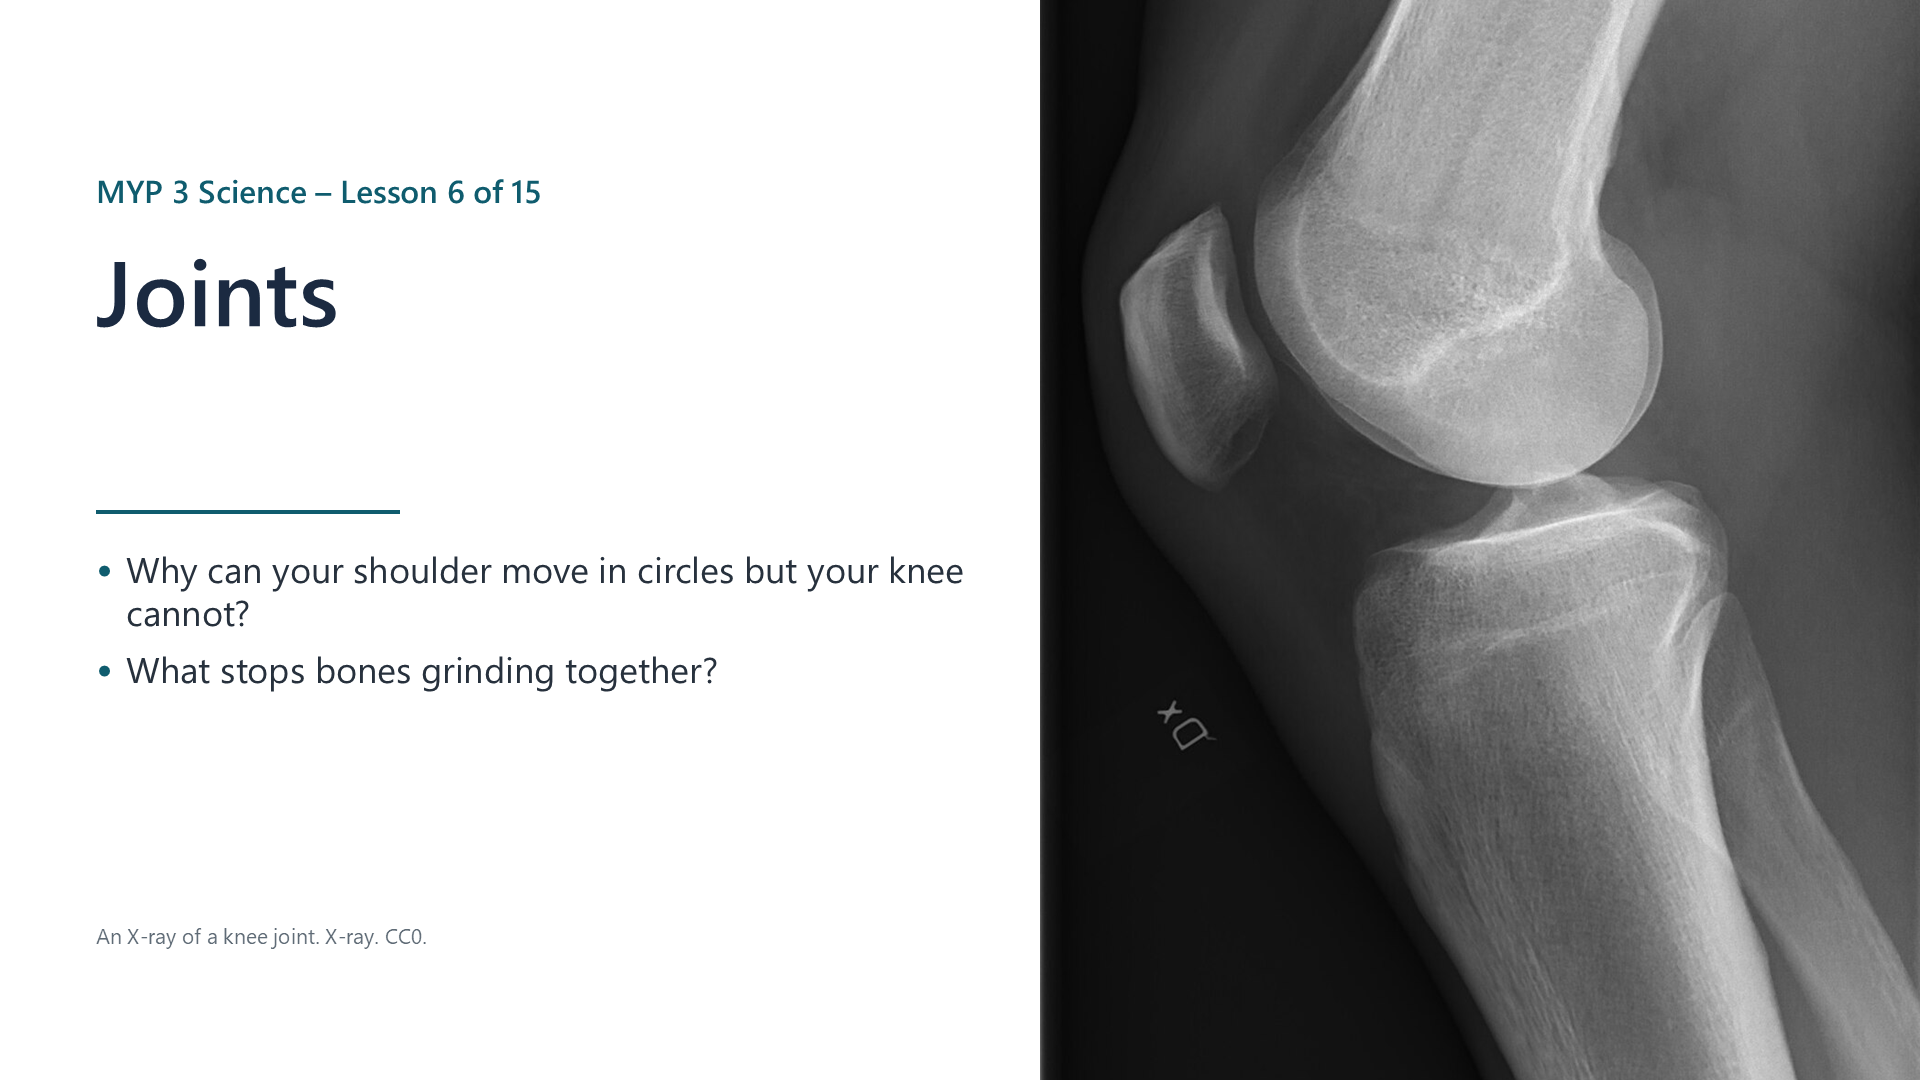 MYP 3 Science – Lesson 6 of 15
Joints
• Why can your shoulder move in circles but your knee
cannot?
• What stops bones grinding together?
An X-ray of a knee joint. X-ray. CC0.
x D